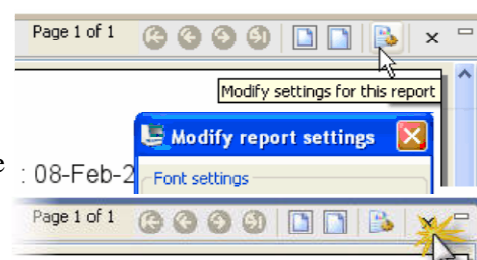 Page 1 of 1
Modify settings for this report
Modify report settings
e : 08-Feb-2
Font settings
Page 1 of 1